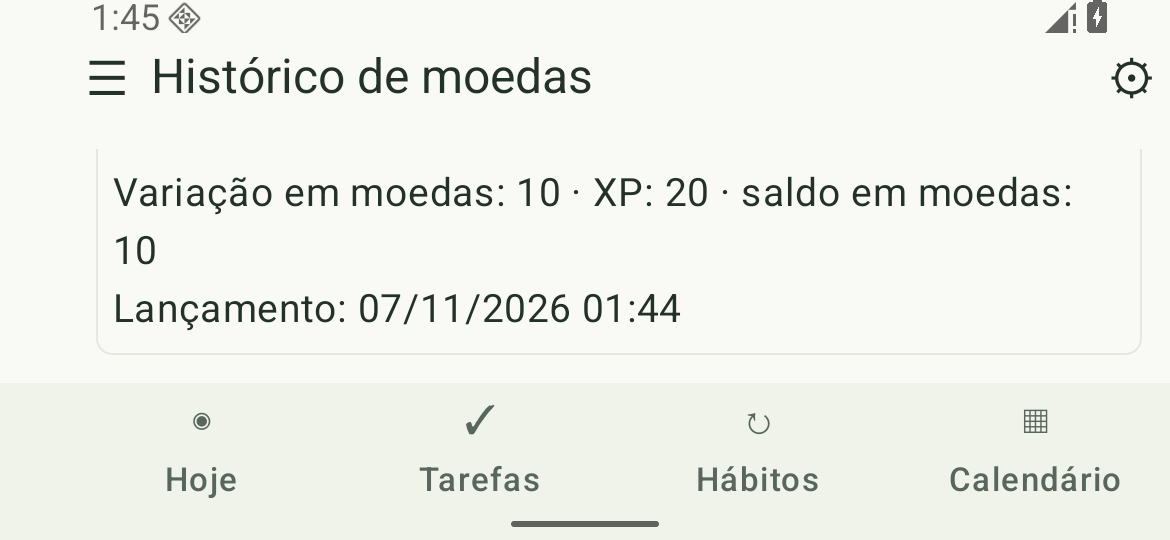 1:45
Histórico de moedas
Variação em moedas: 10 · XP: 20 · saldo em moedas:
10
Lançamento: 07/11/2026 01:44
Hoje
Tarefas
Hábitos
Calendário